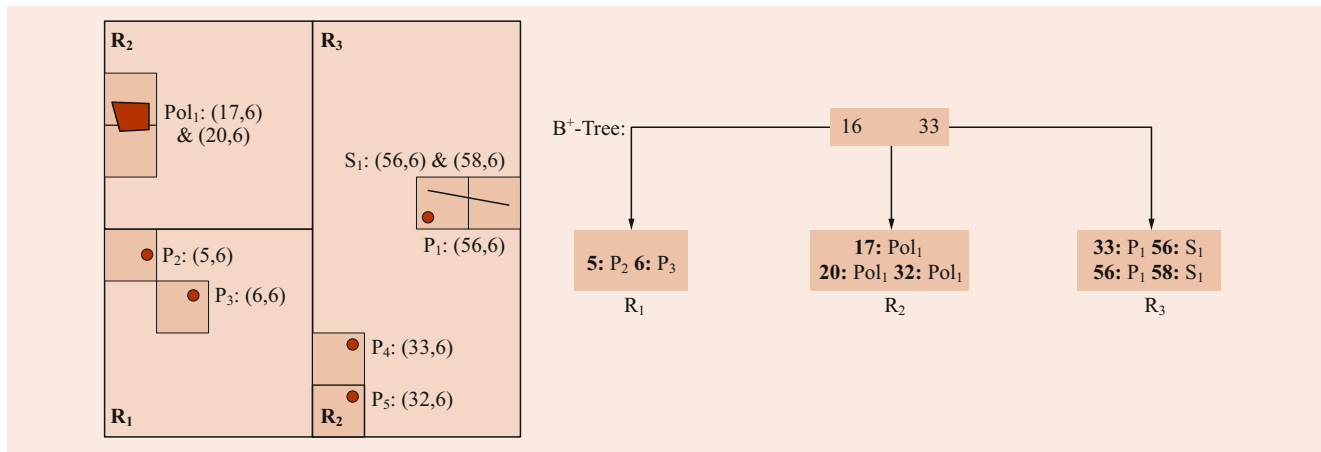 R₂
R₃
Pol₁: (17,6)
& (20,6)
S₁: (56,6) & (58,6)
P₁: (56,6)
P₂: (5,6)
P₃: (6,6)
P₄: (33,6)
P₅: (32,6)
R₁
R₂
B⁺-Tree:
16 33
5: P₂ 6: P₃
R₁
17: Pol₁
20: Pol₁ 32: Pol₁
R₂
33: P₁ 56: S₁
56: P₁ 58: S₁
R₃